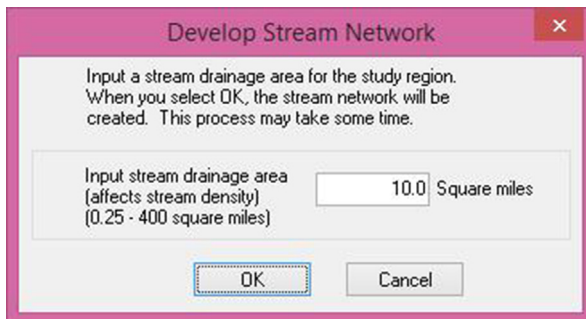 Develop Stream Network
Input a stream drainage area for the study region.
When you select OK, the stream network will be
created. This process may take some time.
Input stream drainage area
(affects stream density)
(0.25 - 400 square miles)
10.0 Square miles
OK Cancel